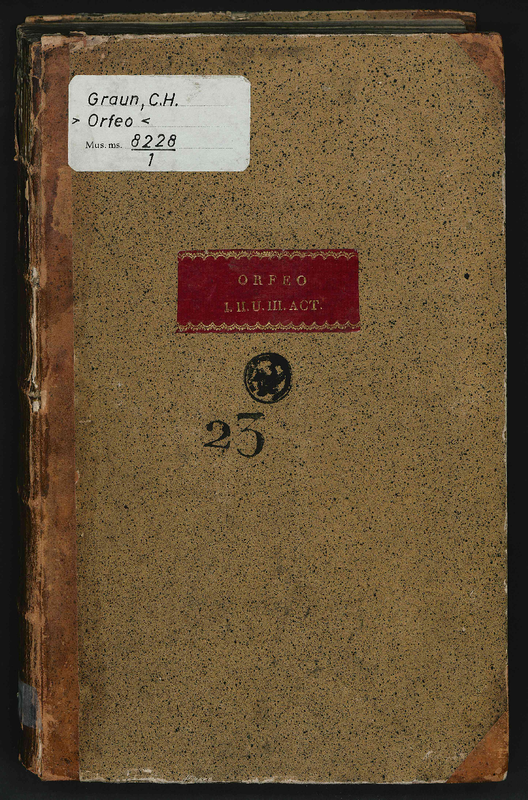 Graun, C.H.
> Orfeo <
Mus. ms. 8228
1
ORFEO
I. II. U. III. ACT.
23